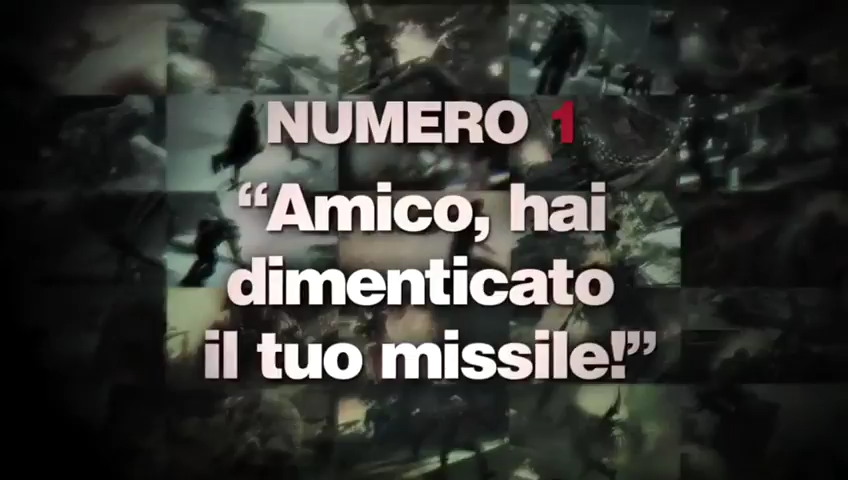 NUMERO 1
“Amico, hai
dimenticato
il tuo missile!”